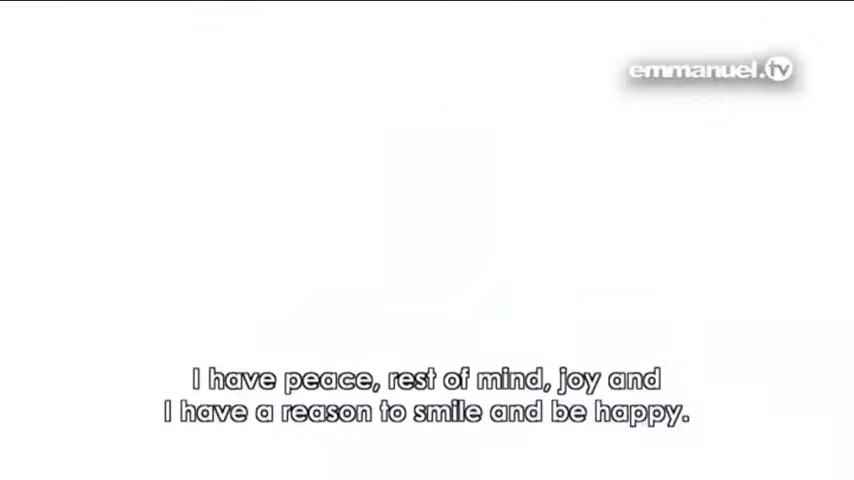 emmanuel.tv
I have peace, rest of mind, joy and
I have a reason to smile and be happy.